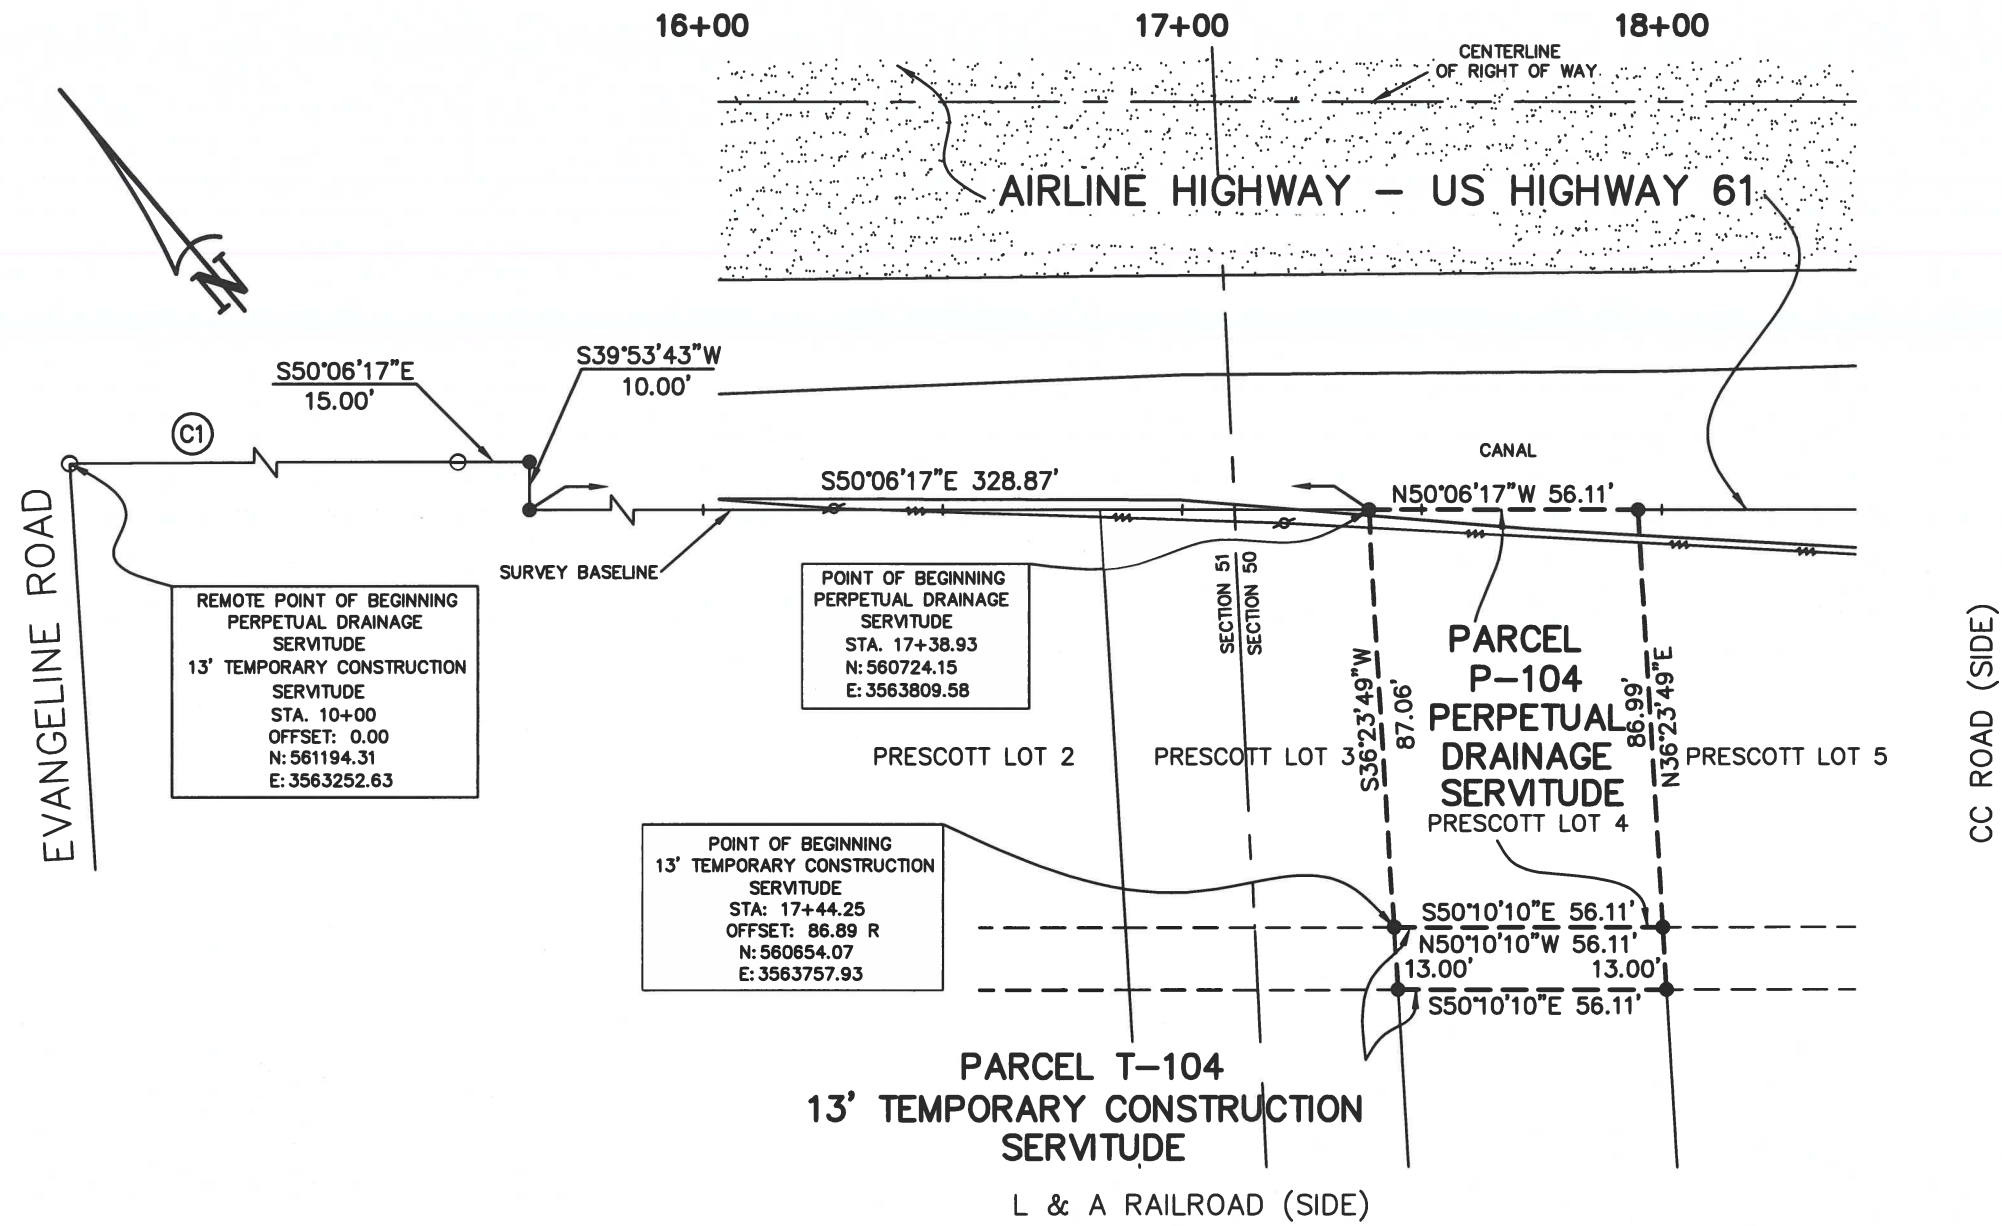 16+00
17+00
18+00
CENTERLINE
OF RIGHT OF WAY
AIRLINE HIGHWAY – US HIGHWAY 61
N
S50°06'17"E
15.00'
S39°53'43"W
10.00'
C1
CANAL
S50°06'17"E 328.87'
N50°06'17"W 56.11'
SURVEY BASELINE
EVANGELINE ROAD
REMOTE POINT OF BEGINNING
PERPETUAL DRAINAGE
SERVITUDE
13' TEMPORARY CONSTRUCTION
SERVITUDE
STA. 10+00
OFFSET: 0.00
N: 561194.31
E: 3563252.63
POINT OF BEGINNING
PERPETUAL DRAINAGE
SERVITUDE
STA. 17+38.93
N: 560724.15
E: 3563809.58
SECTION 51
SECTION 50
S36°23'49"W
87.06'
PARCEL
P–104
PERPETUAL
DRAINAGE
SERVITUDE
86.99'
N36°23'49"E
PRESCOTT LOT 2
PRESCOTT LOT 3
PRESCOTT LOT 4
PRESCOTT LOT 5
CC ROAD (SIDE)
POINT OF BEGINNING
13' TEMPORARY CONSTRUCTION
SERVITUDE
STA: 17+44.25
OFFSET: 86.89 R
N: 560654.07
E: 3563757.93
S50°10'10"E 56.11'
N50°10'10"W 56.11'
13.00'
13.00'
S50°10'10"E 56.11'
PARCEL T–104
13' TEMPORARY CONSTRUCTION
SERVITUDE
L & A RAILROAD (SIDE)